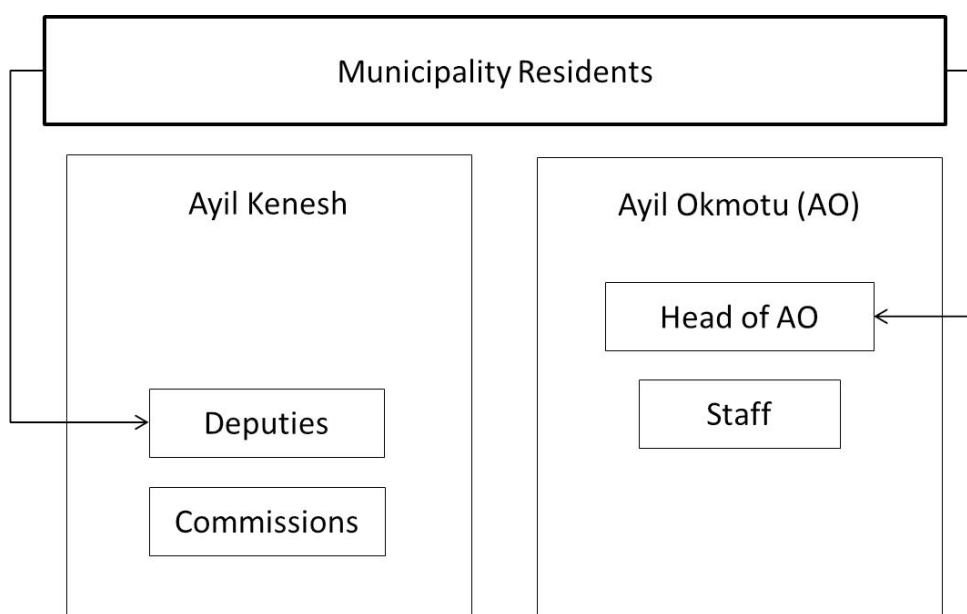 Municipality Residents
Ayil Kenesh
Deputies
Commissions
Ayil Okmotu (AO)
Head of AO
Staff